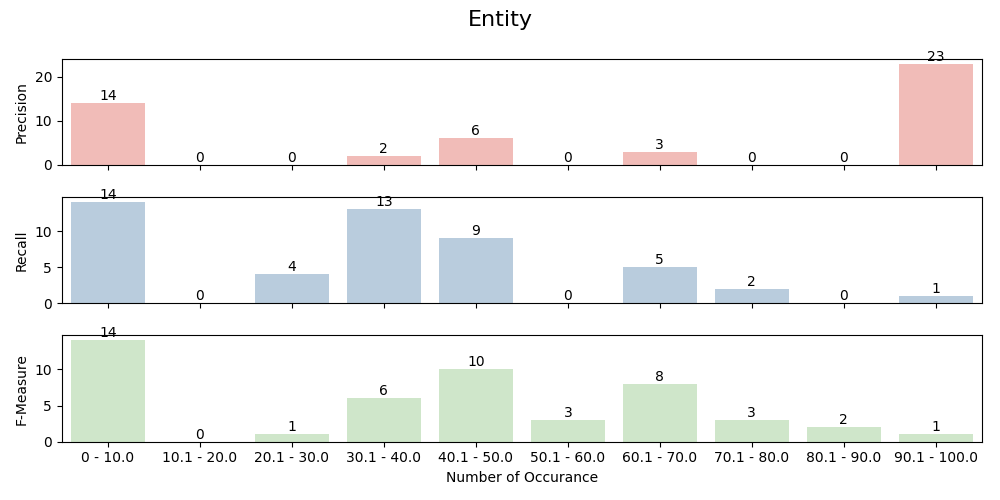 Entity
Precision
20
10
0
14
0
0
2
6
0
3
0
0
23
Recall
10
5
0
14
0
4
13
9
0
5
2
0
1
F-Measure
10
5
0
14
0
1
6
10
3
8
3
2
1
0 - 10.0
10.1 - 20.0
20.1 - 30.0
30.1 - 40.0
40.1 - 50.0
50.1 - 60.0
60.1 - 70.0
70.1 - 80.0
80.1 - 90.0
90.1 - 100.0
Number of Occurance